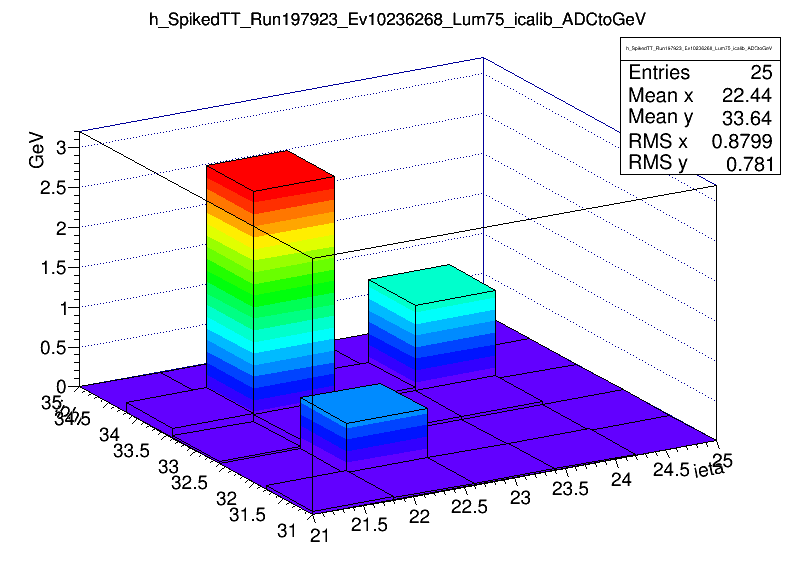 h_SpikedTT_Run197923_Ev10236268_Lum75_icalib_ADCtoGeV
h_SpikedTT_Run197923_Ev10236268_Lum75_icalib_ADCtoGeV
Entries 25
Mean x 22.44
Mean y 33.64
RMS x 0.8799
RMS y 0.781
GeV
3
2.5
2
1.5
1
0.5
0
35
34.5
34
33.5
33
32.5
32
31.5
31
21
21.5
22
22.5
23
23.5
24
24.5
25
ieta